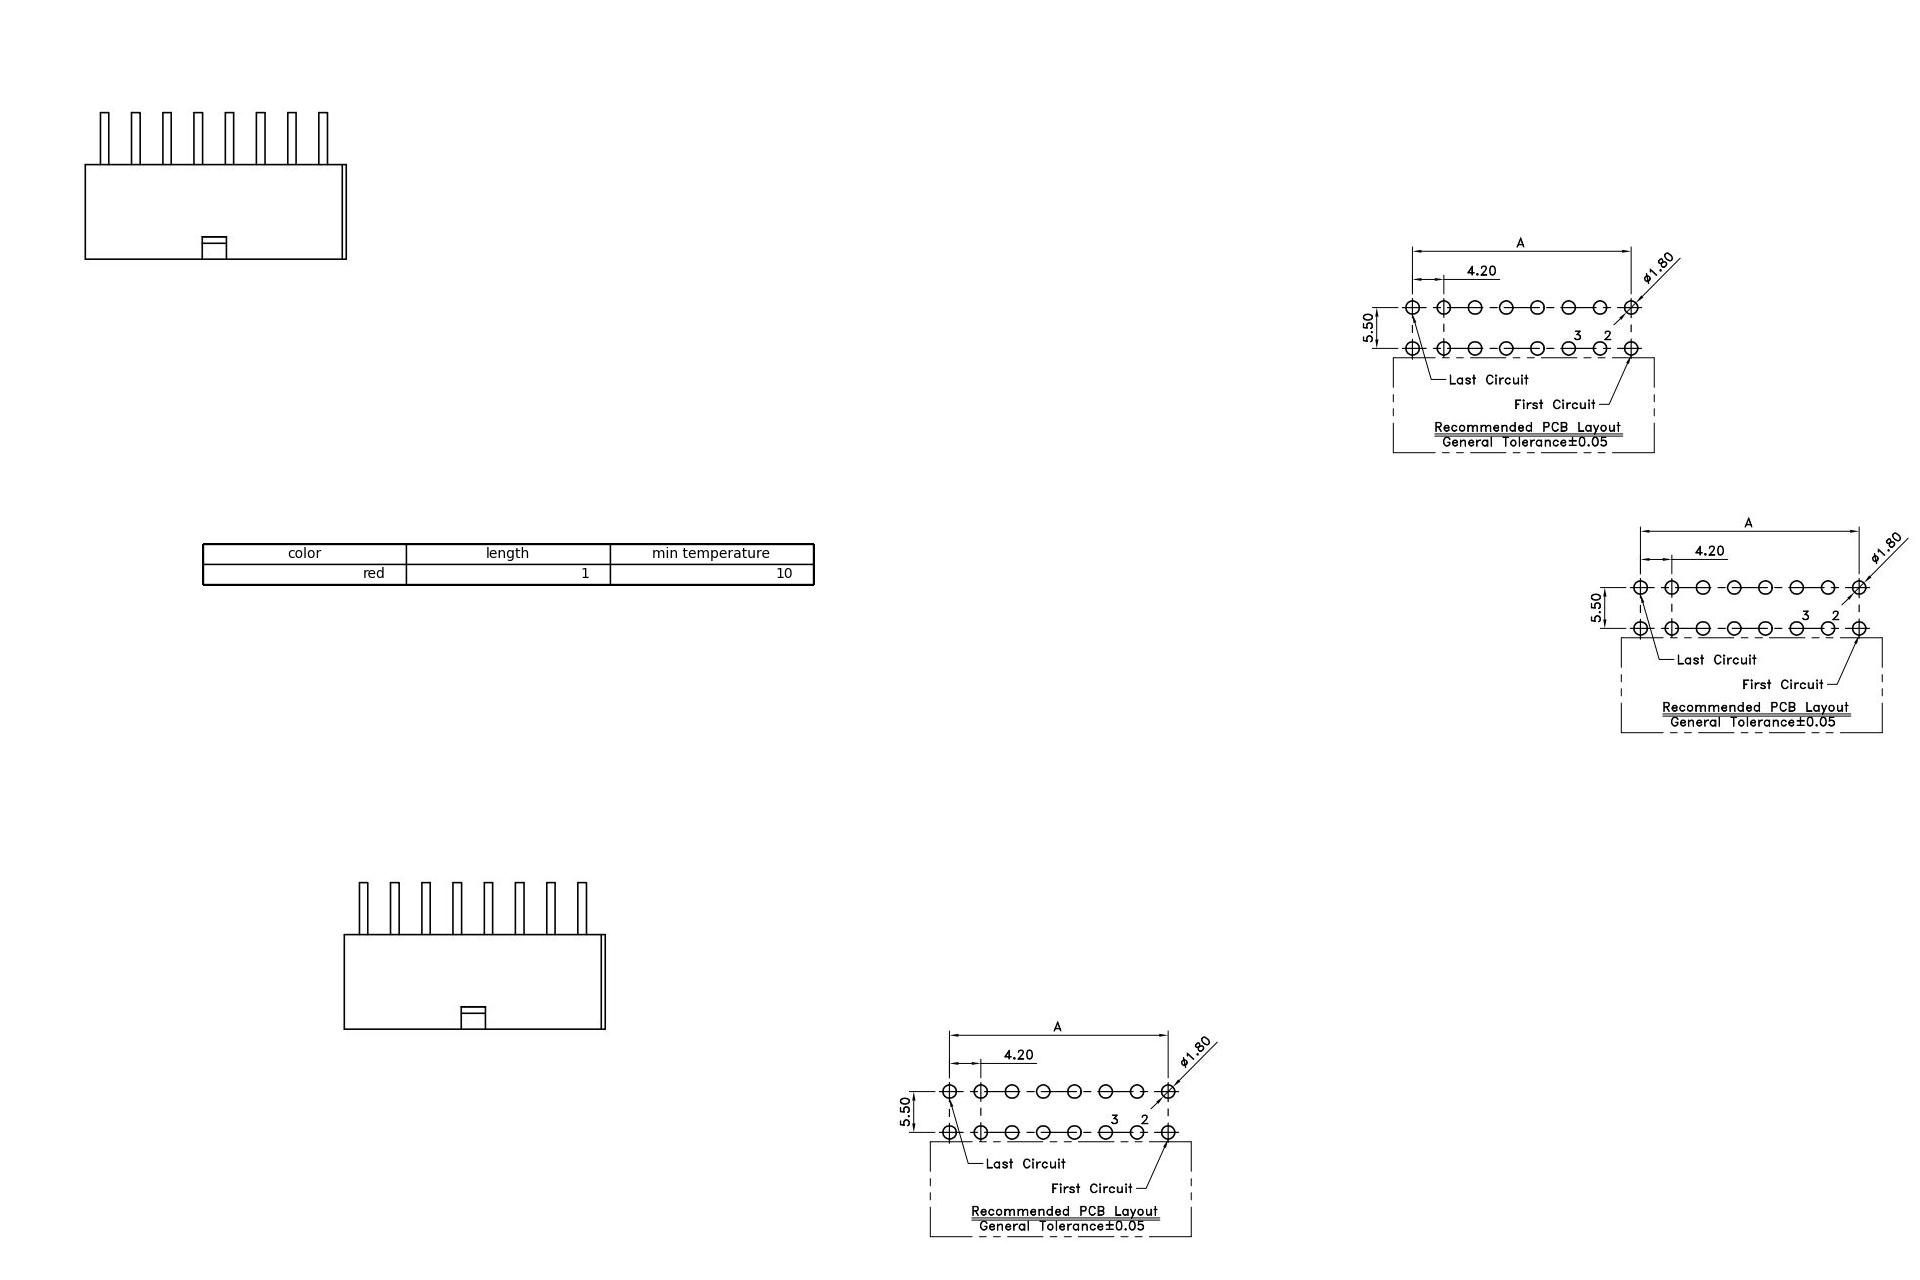 A
4.20
ø1.80
5.50
3 2
Last Circuit
First Circuit
Recommended PCB Layout
General Tolerance±0.05
A
4.20
ø1.80
5.50
3 2
Last Circuit
First Circuit
Recommended PCB Layout
General Tolerance±0.05
color length min temperature
red 1 10
A
4.20
ø1.80
5.50
3 2
Last Circuit
First Circuit
Recommended PCB Layout
General Tolerance±0.05